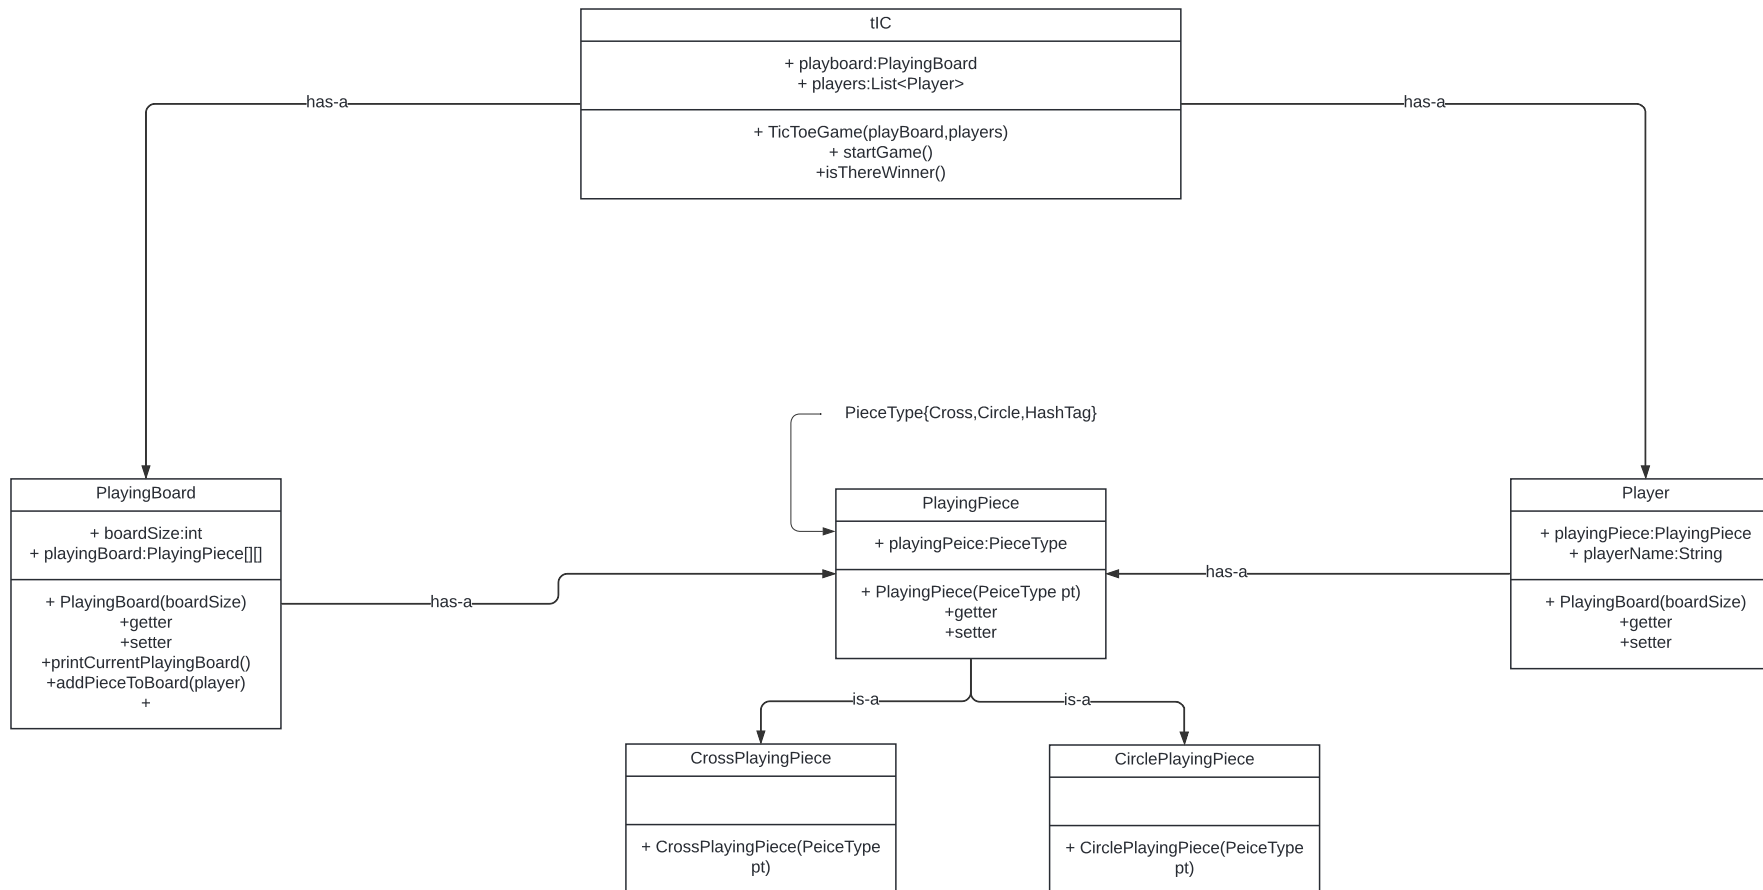 tIC
+ playboard:PlayingBoard
+ players:List<Player>
+ TicToeGame(playBoard,players)
+ startGame()
+isThereWinner()
has-a
has-a
PieceType{Cross,Circle,HashTag}
PlayingBoard
+ boardSize:int
+ playingBoard:PlayingPiece[][]
+ PlayingBoard(boardSize)
+getter
+setter
+printCurrentPlayingBoard()
+addPieceToBoard(player)
+
has-a
PlayingPiece
+ playingPeice:PieceType
+ PlayingPiece(PeiceType pt)
+getter
+setter
has-a
Player
+ playingPiece:PlayingPiece
+ playerName:String
+ PlayingBoard(boardSize)
+getter
+setter
is-a
is-a
CrossPlayingPiece
+ CrossPlayingPiece(PeiceType
pt)
CirclePlayingPiece
+ CirclePlayingPiece(PeiceType
pt)